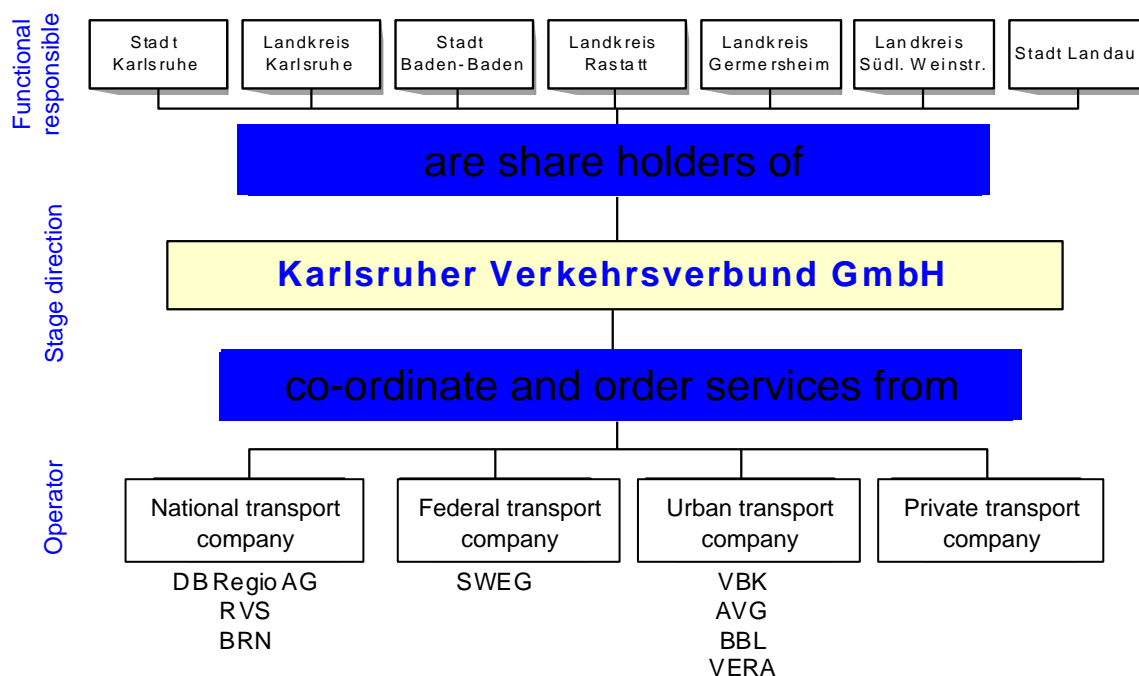 Functional
responsible
Stadt
Karlsruhe
Landkreis
Karlsruhe
Stadt
Baden-Baden
Landkreis
Rastatt
Landkreis
Germersheim
Landkreis
Südl. Weinstr.
Stadt Landau
are share holders of
Stage direction
Karlsruher Verkehrsverbund GmbH
co-ordinate and order services from
Operator
National transport
company
Federal transport
company
Urban transport
company
Private transport
company
DB Regio AG
RVS
BRN
SWEG
VBK
AVG
BBL
VERA